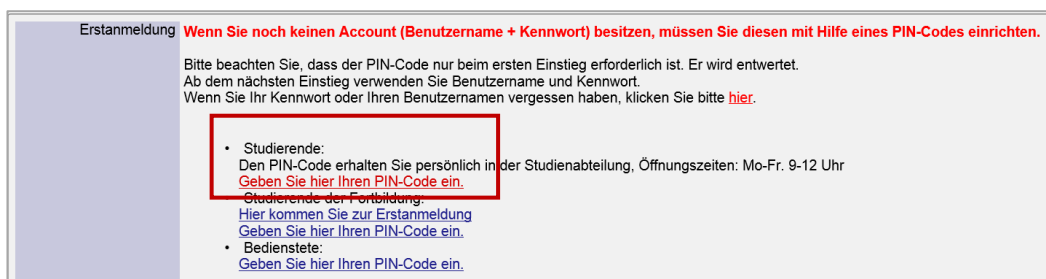 Erstanmeldung
Wenn Sie noch keinen Account (Benutzername + Kennwort) besitzen, müssen Sie diesen mit Hilfe eines PIN-Codes einrichten.
Bitte beachten Sie, dass der PIN-Code nur beim ersten Einstieg erforderlich ist. Er wird entwertet.
Ab dem nächsten Einstieg verwenden Sie Benutzername und Kennwort.
Wenn Sie Ihr Kennwort oder Ihren Benutzernamen vergessen haben, klicken Sie bitte hier.
• Studierende:
Den PIN-Code erhalten Sie persönlich in der Studienabteilung, Öffnungszeiten: Mo-Fr. 9-12 Uhr
Geben Sie hier Ihren PIN-Code ein.
• Studierende der Fortbildung:
Hier kommen Sie zur Erstanmeldung
Geben Sie hier Ihren PIN-Code ein.
• Bedienstete:
Geben Sie hier Ihren PIN-Code ein.